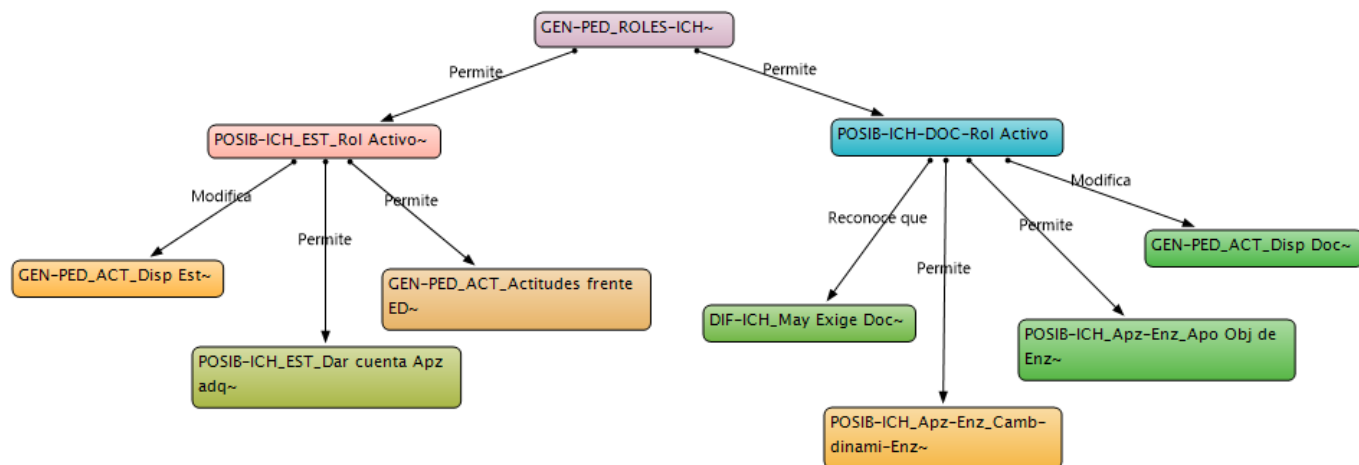 GEN-PED_ROLES-ICH~
Permite
Permite
POSIB-ICH_EST_Rol Activo~
POSIB-ICH-DOC-Rol Activo
Modifica
Permite
Permite
Reconoce que
Permite
Permite
Modifica
GEN-PED_ACT_Disp Est~
GEN-PED_ACT_Actitudes frente
ED~
POSIB-ICH_EST_Dar cuenta Apz
adq~
GEN-PED_ACT_Disp Doc~
DIF-ICH_May Exige Doc~
POSIB-ICH_Apz-Enz_Apo Obj de
Enz~
POSIB-ICH_Apz-Enz_Camb-
dinami-Enz~